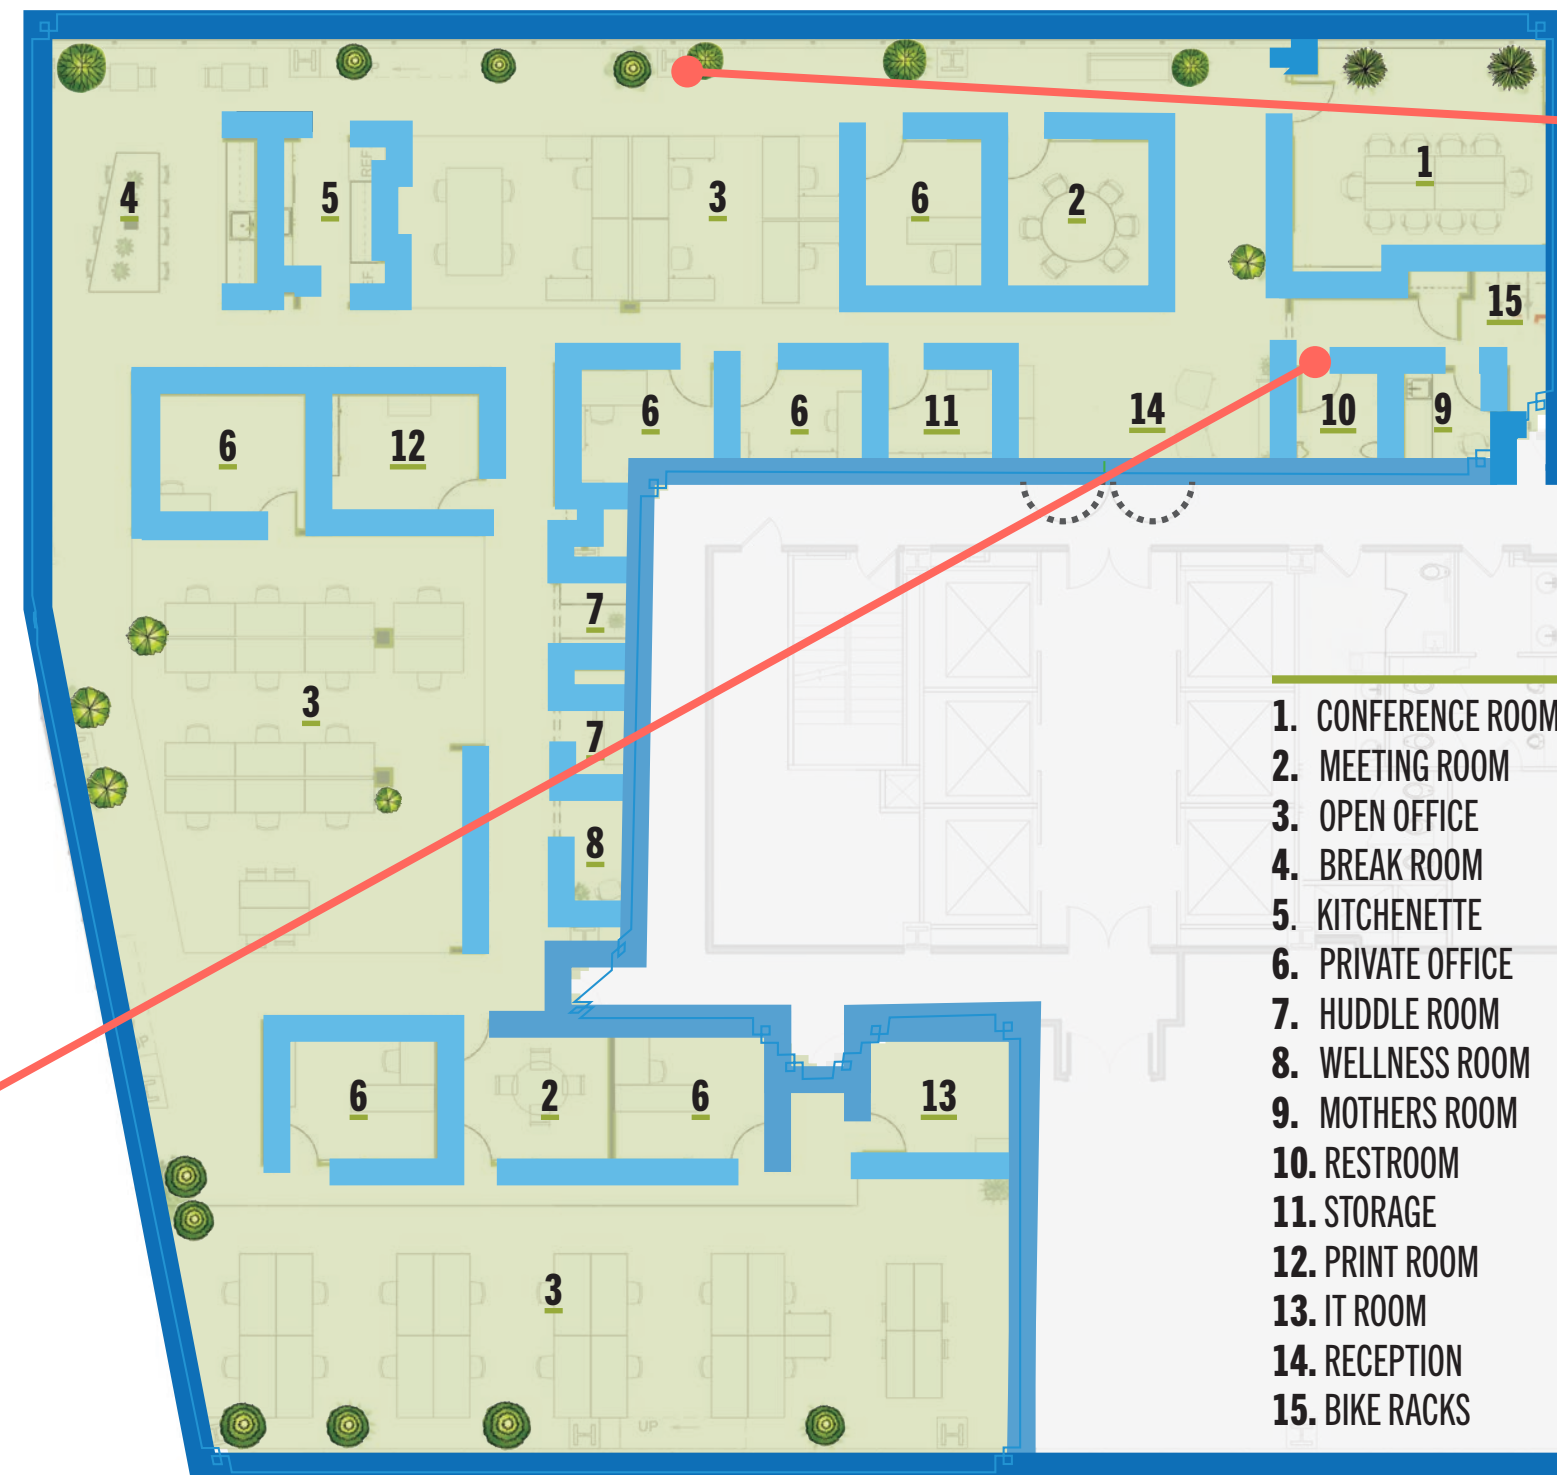 4
5
REF
REF
3
6
2
1
15
6
12
6
6
11
14
10
9
3
7
7
8
6
2
6
13
3
UP
1. CONFERENCE ROOM
2. MEETING ROOM
3. OPEN OFFICE
4. BREAK ROOM
5. KITCHENETTE
6. PRIVATE OFFICE
7. HUDDLE ROOM
8. WELLNESS ROOM
9. MOTHERS ROOM
10. RESTROOM
11. STORAGE
12. PRINT ROOM
13. IT ROOM
14. RECEPTION
15. BIKE RACKS